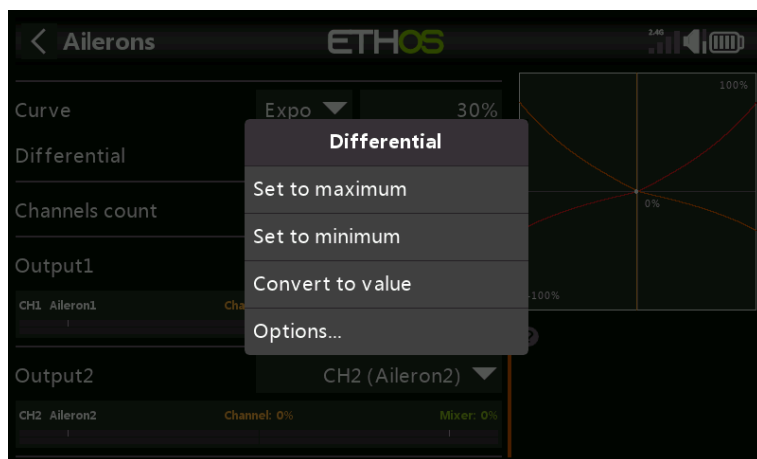 Ailerons
ETHOS
2.4G
Curve
Expo
30%
100%
Differential
Differential
Set to maximum
Set to minimum
Convert to value
Options...
Channels count
0%
-100%
Output1
CH1 Aileron1
Cha
?
Output2
CH2 (Aileron2)
CH2 Aileron2
Channel: 0%
Mixer: 0%